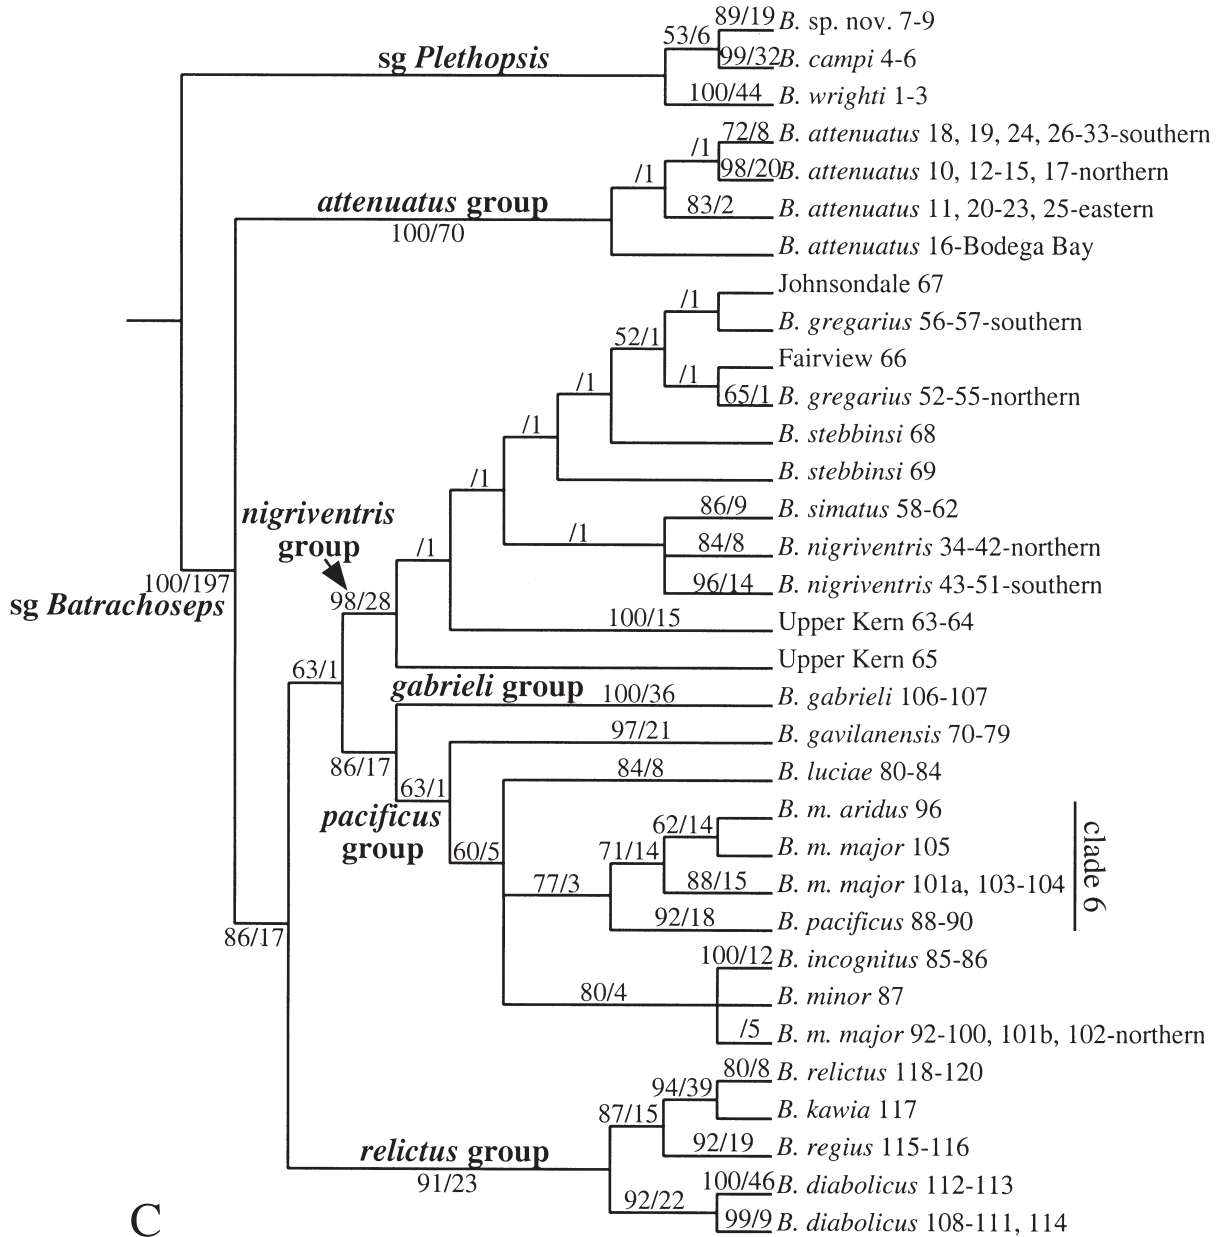 89/19 B. sp. nov. 7-9
53/6
sg Plethopsis
99/32 B. campi 4-6
100/44 B. wrighti 1-3
72/8 B. attenuatus 18, 19, 24, 26-33-southern
/1
98/20 B. attenuatus 10, 12-15, 17-northern
/1
attenuatus group
100/70
83/2 B. attenuatus 11, 20-23, 25-eastern
B. attenuatus 16-Bodega Bay
Johnsondale 67
/1
B. gregarius 56-57-southern
52/1
Fairview 66
/1
65/1 B. gregarius 52-55-northern
/1
B. stebbinsi 68
/1
B. stebbinsi 69
/1
86/9 B. simatus 58-62
/1
84/8 B. nigriventris 34-42-northern
96/14 B. nigriventris 43-51-southern
/1
nigriventris
group
98/28
100/15 Upper Kern 63-64
Upper Kern 65
100/197
sg Batrachoseps
63/1
gabrieli group 100/36 B. gabrieli 106-107
86/17
97/21 B. gavilanensis 70-79
63/1
pacificus
group
84/8 B. luciae 80-84
60/5
B. m. aridus 96
62/14
B. m. major 105
71/14
88/15 B. m. major 101a, 103-104
77/3
92/18 B. pacificus 88-90
clade 6
86/17
100/12 B. incognitus 85-86
80/4
B. minor 87
/5 B. m. major 92-100, 101b, 102-northern
80/8 B. relictus 118-120
94/39
B. kawia 117
87/15
92/19 B. regius 115-116
relictus group
91/23
100/46 B. diabolicus 112-113
92/22
99/9 B. diabolicus 108-111, 114
C